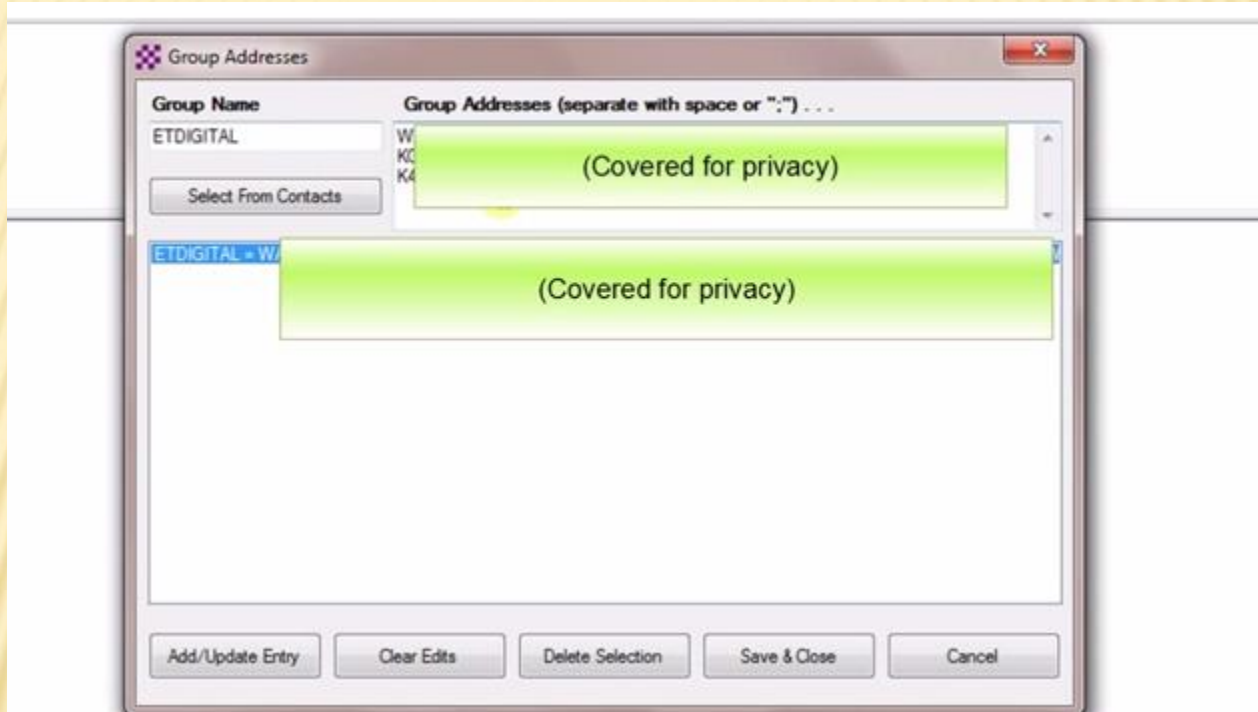 Group Addresses
Group Name
Group Addresses (separate with space or ";") . . .
ETDIGITAL
W
KC
K4
(Covered for privacy)
Select From Contacts
ETDIGITAL = WA
(Covered for privacy)
Add/Update Entry
Clear Edits
Delete Selection
Save & Close
Cancel